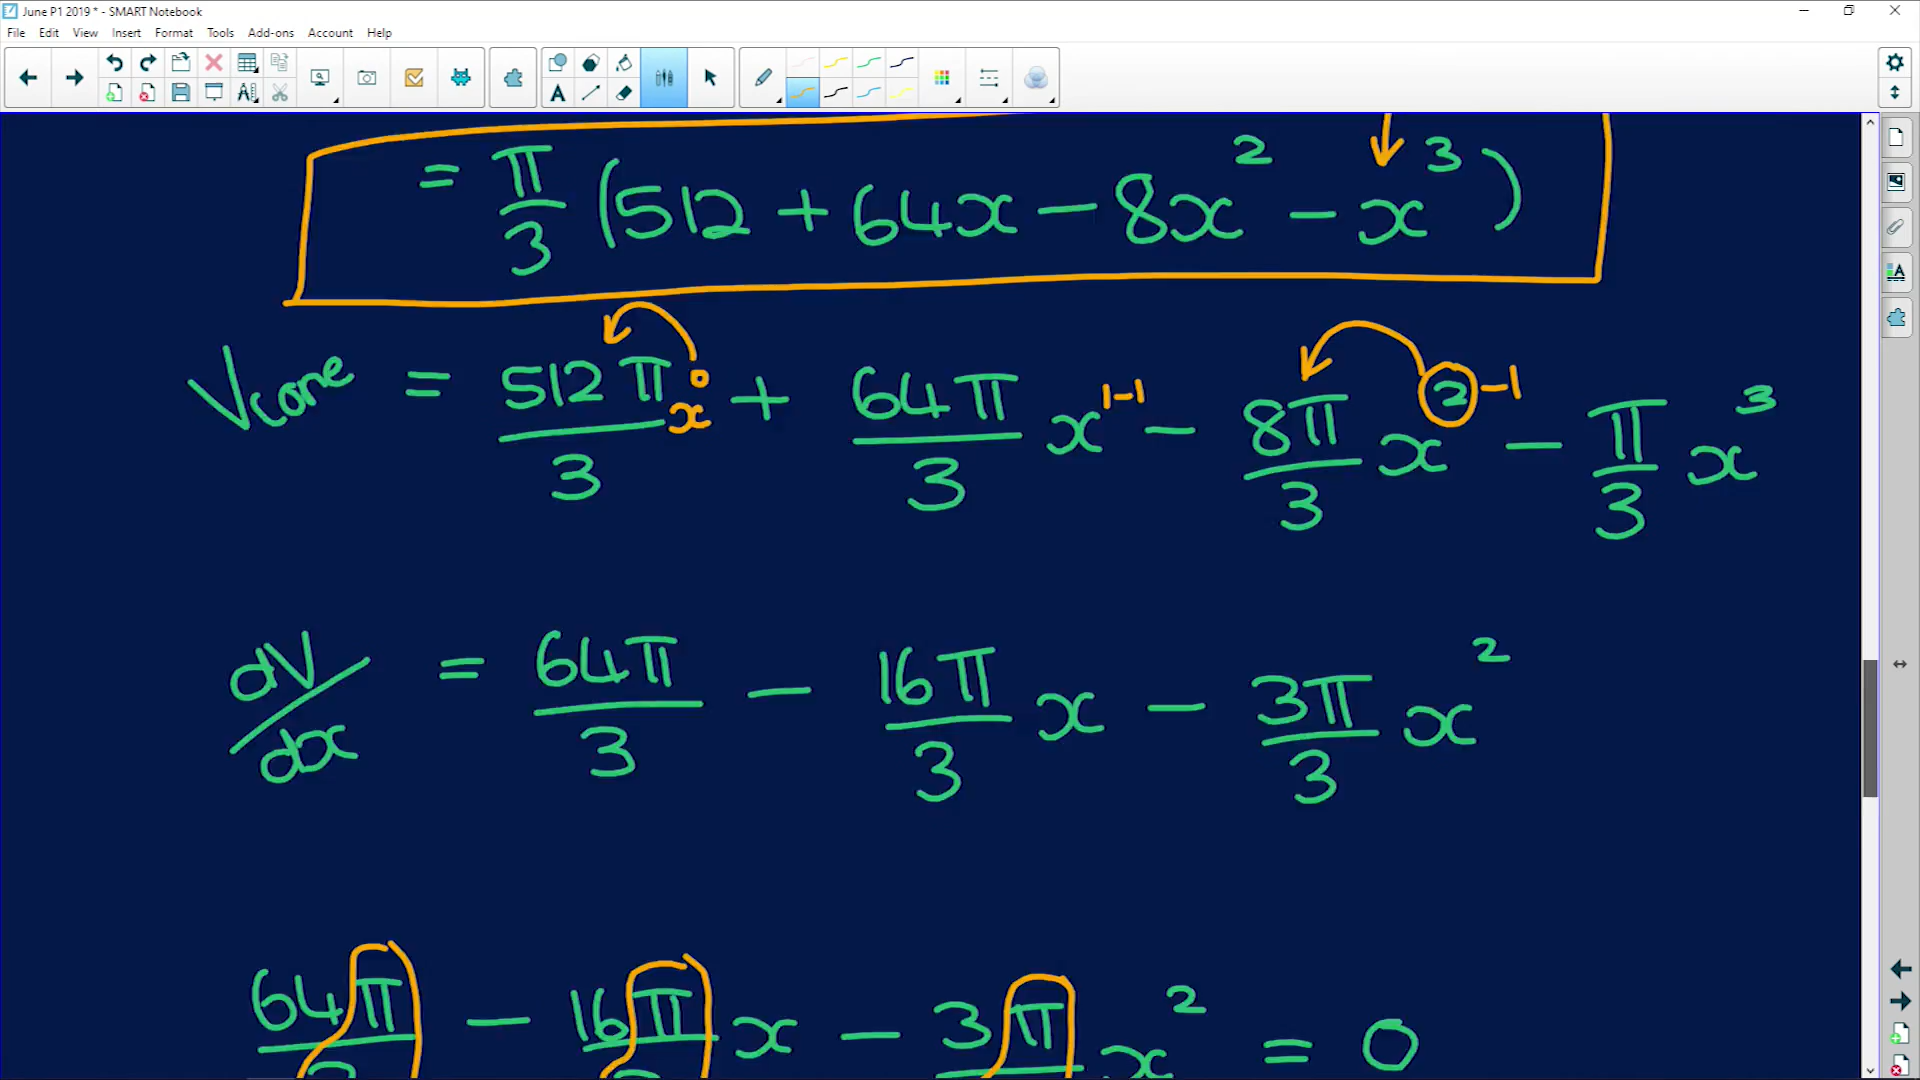 June P1 2019 * - SMART Notebook
File Edit View Insert Format Tools Add-ons Account Help
= π/3 (512 + 64x - 8x² - x³)
Vcone = 512π/3 x⁰ + 64π/3 x¹⁻¹ - 8π/3 x²⁻¹ - π/3 x³
dV/dx = 64π/3 - 16π/3 x - 3π/3 x²
64π/3 - 16π/3 x - 3π/ x² = 0